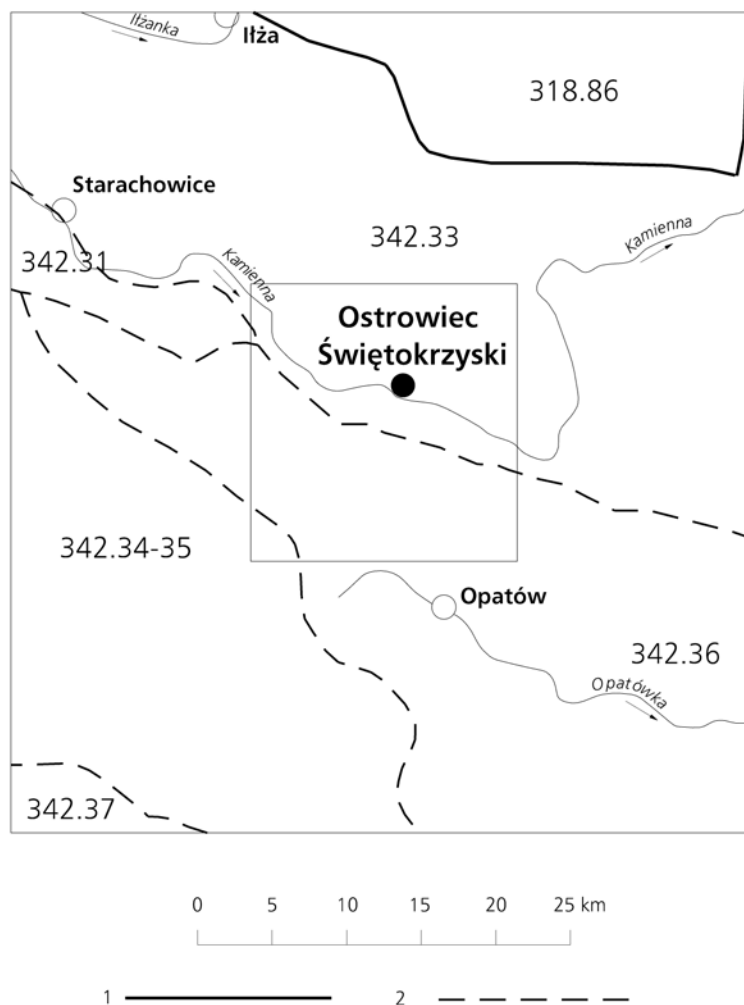 Iłżanka
Iłża
318.86
Starachowice
342.33
Kamienna
342.31
Kamienna
Ostrowiec
Świętokrzyski
342.34-35
Opatów
342.36
Opatówka
342.37
0 5 10 15 20 25 km
1 2